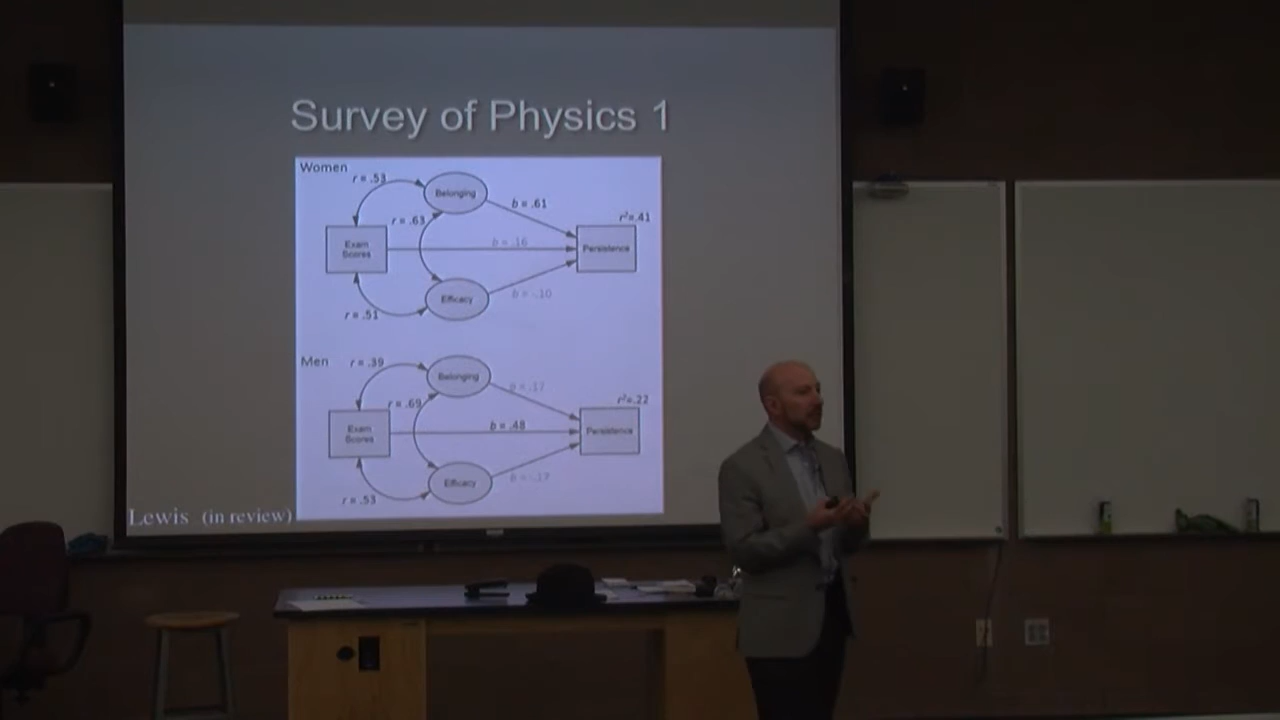 Survey of Physics 1
Women
r = .53
Belonging
b = .61
r = .63
r²=.41
Exam
Scores
b = .16
Persistence
Efficacy
b = -.10
r = .51
Men
r = .39
Belonging
b = .17
r = .69
r²=.22
Exam
Scores
b = .48
Persistence
Efficacy
b = -.17
r = .53
Lewis (in review)